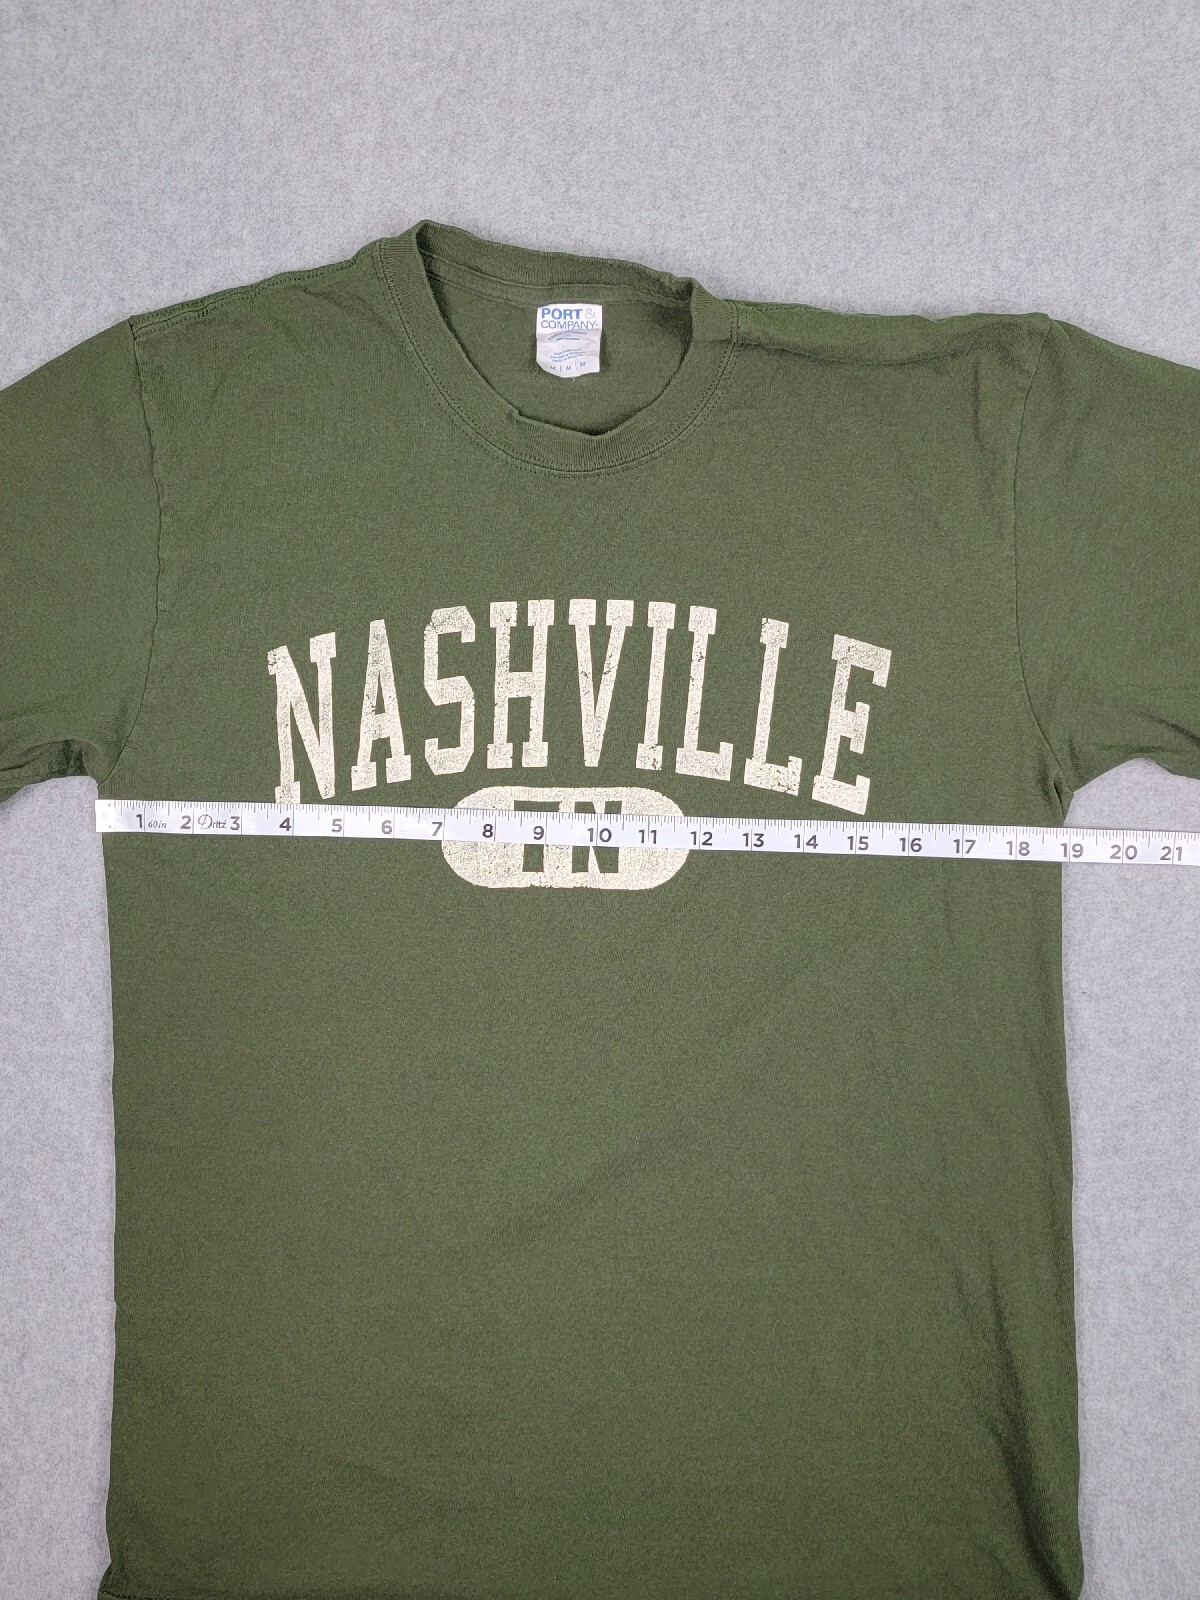 PORT &
COMPANY
M | M | M
NASHVILLE
TN
1 60in 2 Dritz 3 4 5 6 7 8 9 10 11 12 13 14 15 16 17 18 19 20 21